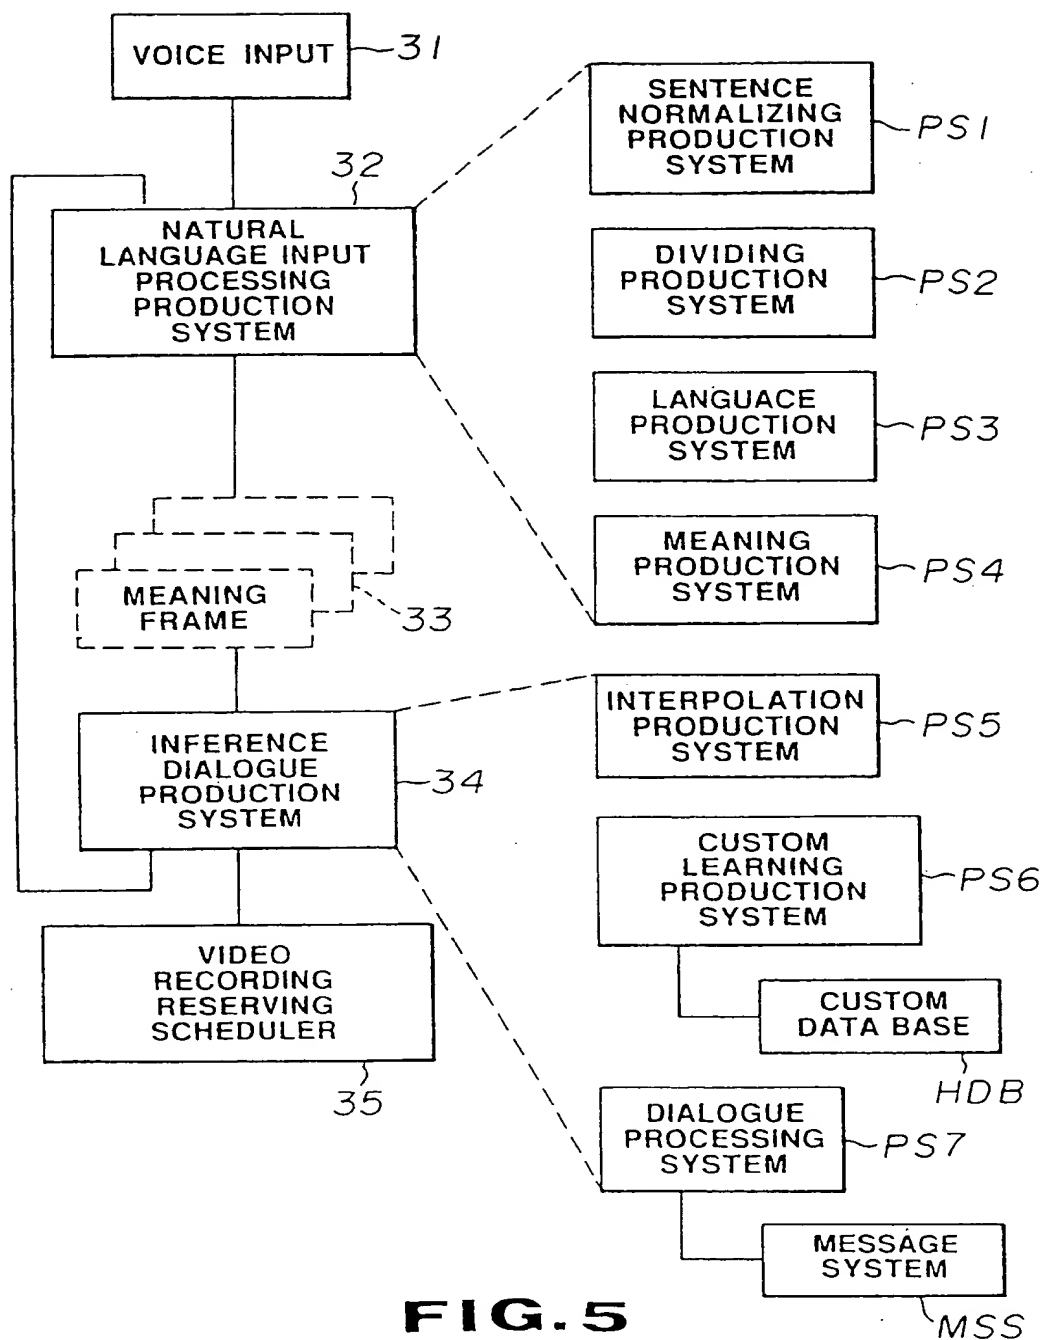 VOICE INPUT
31
32
NATURAL
LANGUAGE INPUT
PROCESSING
PRODUCTION
SYSTEM
MEANING
FRAME
33
INFERENCE
DIALOGUE
PRODUCTION
SYSTEM
34
VIDEO
RECORDING
RESERVING
SCHEDULER
35
SENTENCE
NORMALIZING
PRODUCTION
SYSTEM
PS1
DIVIDING
PRODUCTION
SYSTEM
PS2
LANGUACE
PRODUCTION
SYSTEM
PS3
MEANING
PRODUCTION
SYSTEM
PS4
INTERPOLATION
PRODUCTION
SYSTEM
PS5
CUSTOM
LEARNING
PRODUCTION
SYSTEM
PS6
CUSTOM
DATA BASE
HDB
DIALOGUE
PROCESSING
SYSTEM
PS7
MESSAGE
SYSTEM
MSS
FIG.5